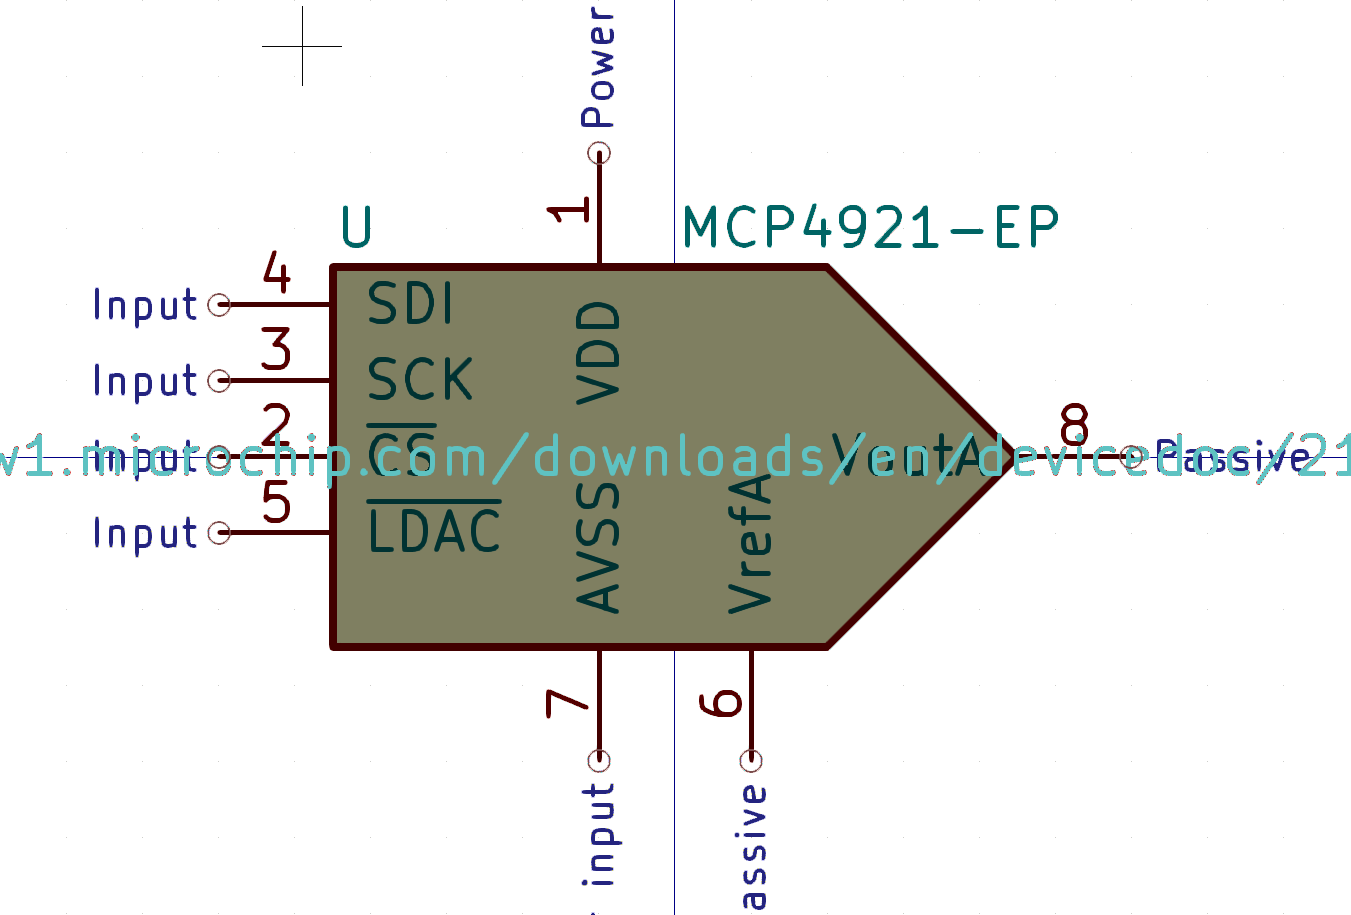 Power
1
U
MCP4921-EP
4
Input
SDI
3
Input
SCK
VDD
2
Input
CS
w1.microchip.com/downloads/en/devicedoc/21
VoutA
8
Passive
5
Input
LDAC
AVSS
VrefA
7
6
input
assive